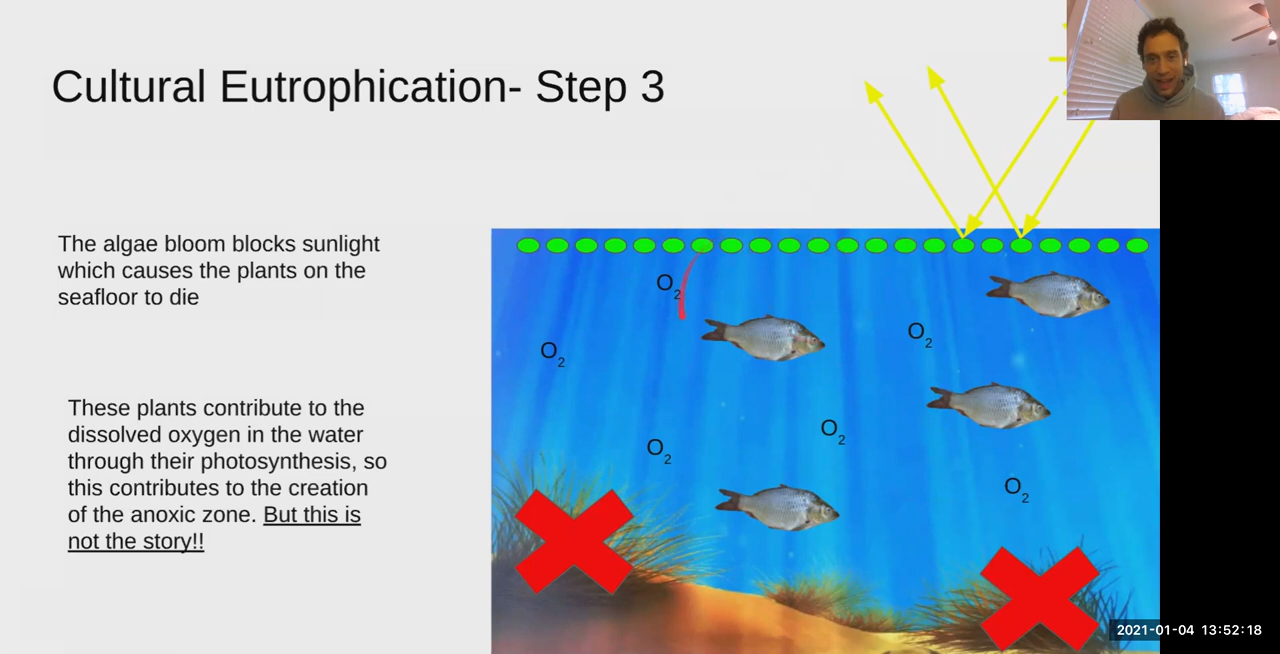 Cultural Eutrophication- Step 3
The algae bloom blocks sunlight
which causes the plants on the
seafloor to die
These plants contribute to the
dissolved oxygen in the water
through their photosynthesis, so
this contributes to the creation
of the anoxic zone. But this is
not the story!!
O2
O2
O2
O2
O2
O2
2021-01-04 13:52:18